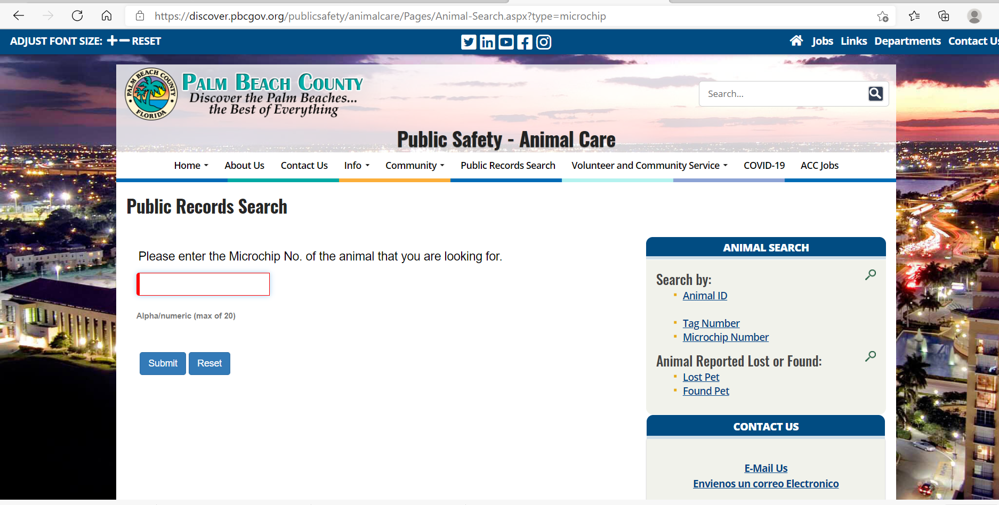 https://discover.pbcgov.org/publicsafety/animalcare/Pages/Animal-Search.aspx?type=microchip
ADJUST FONT SIZE: RESET
Jobs Links Departments Contact Us
PALM BEACH COUNTY
FLORIDA
PALM BEACH COUNTY
Discover the Palm Beaches...
the Best of Everything
Search...
Public Safety - Animal Care
Home About Us Contact Us Info Community Public Records Search Volunteer and Community Service COVID-19 ACC Jobs
Public Records Search
Please enter the Microchip No. of the animal that you are looking for.
Alpha/numeric (max of 20)
Submit Reset
ANIMAL SEARCH
Search by:
Animal ID
Tag Number
Microchip Number
Animal Reported Lost or Found:
Lost Pet
Found Pet
CONTACT US
E-Mail Us
Envienos un correo Electronico